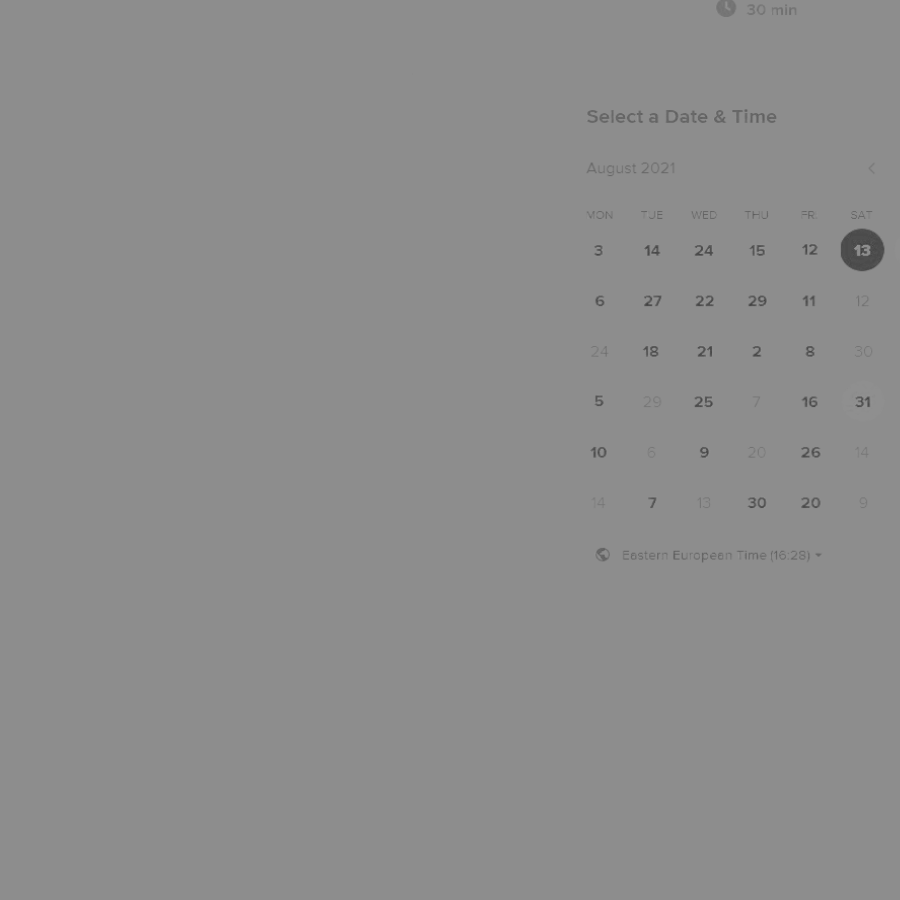 30 min
Select a Date & Time
August 2021
MON TUE WED THU FR. SAT
3 14 24 15 12 13
6 27 22 29 11 12
24 18 21 2 8 30
5 29 25 7 16 31
10 6 9 20 26 14
14 7 13 30 20 9
Eastern European Time (16:28)